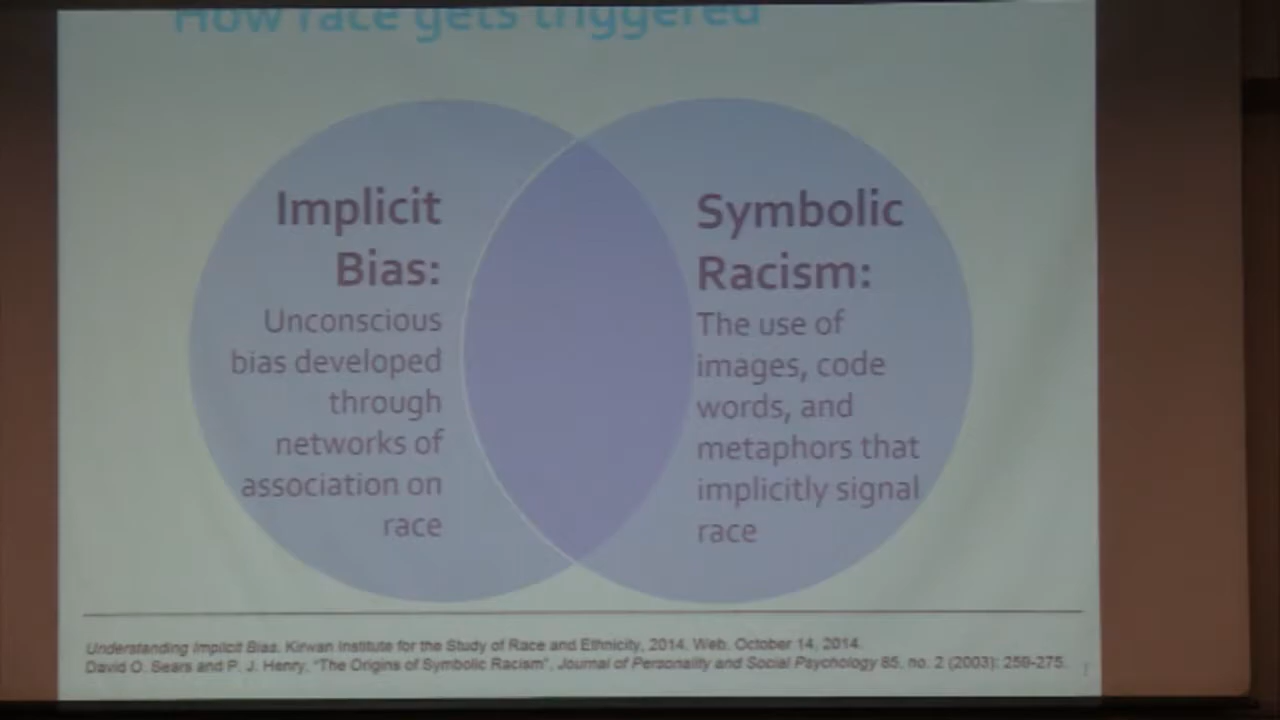 How race gets triggered
Implicit
Bias:
Unconscious
bias developed
through
networks of
association on
race
Symbolic
Racism:
The use of
images, code
words, and
metaphors that
implicitly signal
race
Understanding Implicit Bias. Kirwan Institute for the Study of Race and Ethnicity, 2014. Web. October 14, 2014.
David O. Sears and P. J. Henry, "The Origins of Symbolic Racism", Journal of Personality and Social Psychology 85, no. 2 (2003): 259-275.